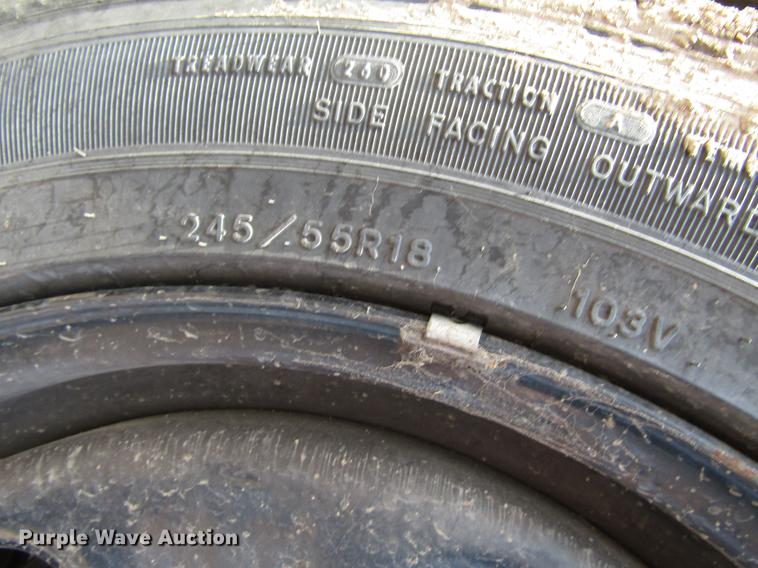 TREADWEAR 260 TRACTION A
SIDE FACING OUTWARD
245/55R18 103V
Purple Wave Auction